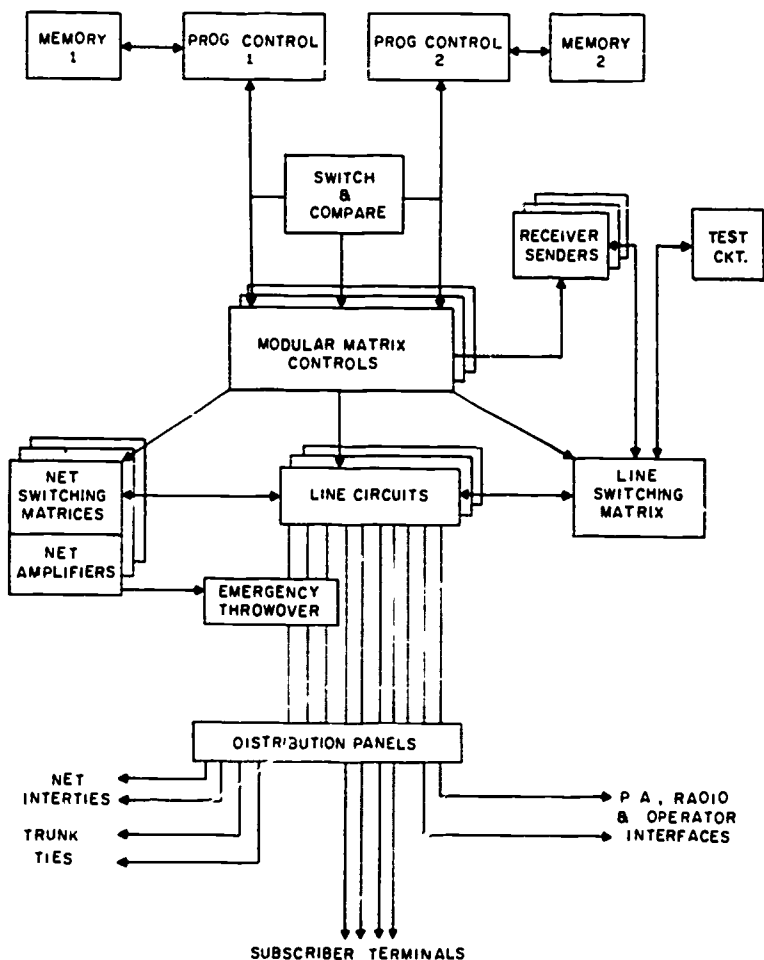 MEMORY
1
PROG CONTROL
1
PROG CONTROL
2
MEMORY
2
SWITCH
&
COMPARE
RECEIVER
SENDERS
TEST
CKT.
MODULAR MATRIX
CONTROLS
NET
SWITCHING
MATRICES
LINE CIRCUITS
LINE
SWITCHING
MATRIX
NET
AMPLIFIERS
EMERGENCY
THROWOVER
DISTRIBUTION PANELS
NET
INTERTIES
TRUNK
TIES
P A, RADIO
& OPERATOR
INTERFACES
SUBSCRIBER TERMINALS